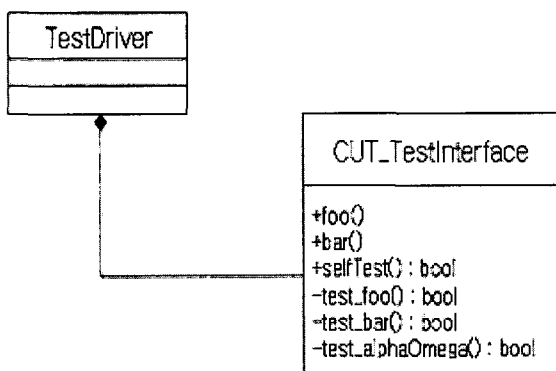 TestDriver
CUT_TestInterface
+foo()
+bar()
+selfTest() : bool
-test_foo() : bool
-test_bar() : bool
-test_alphaOmega() : bool